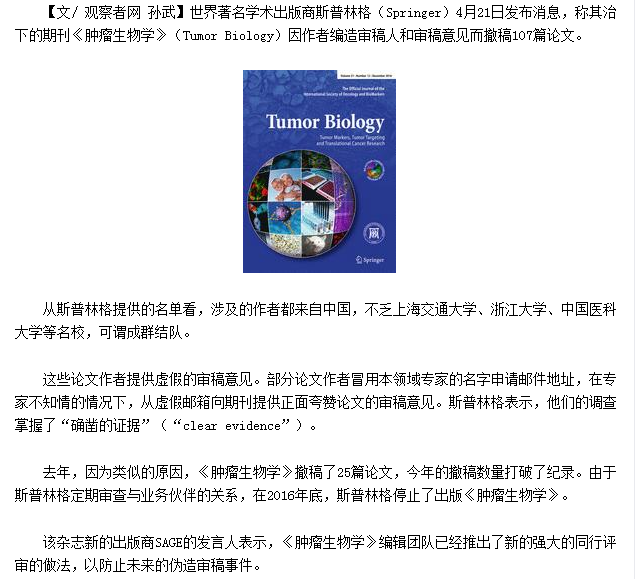 【文/ 观察者网 孙武】世界著名学术出版商斯普林格（Springer）4月21日发布消息，称其治
下的期刊《肿瘤生物学》（Tumor Biology）因作者编造审稿人和审稿意见而撤稿107篇论文。
Volume 37 · Number 12 · December 2016
The Official Journal of the
International Society of Oncology and BioMarkers
Tumor Biology
Tumor Markers, Tumor Targeting
and Translational Cancer Research
Springer
从斯普林格提供的名单看，涉及的作者都来自中国，不乏上海交通大学、浙江大学、中国医科
大学等名校，可谓成群结队。
这些论文作者提供虚假的审稿意见。部分论文作者冒用本领域专家的名字申请邮件地址，在专
家不知情的情况下，从虚假邮箱向期刊提供正面夸赞论文的审稿意见。斯普林格表示，他们的调查
掌握了“确凿的证据”（“clear evidence”）。
去年，因为类似的原因，《肿瘤生物学》撤稿了25篇论文，今年的撤稿数量打破了纪录。由于
斯普林格定期审查与业务伙伴的关系，在2016年底，斯普林格停止了出版《肿瘤生物学》。
该杂志新的出版商SAGE的发言人表示，《肿瘤生物学》编辑团队已经推出了新的强大的同行评
审的做法，以防止未来的伪造审稿事件。